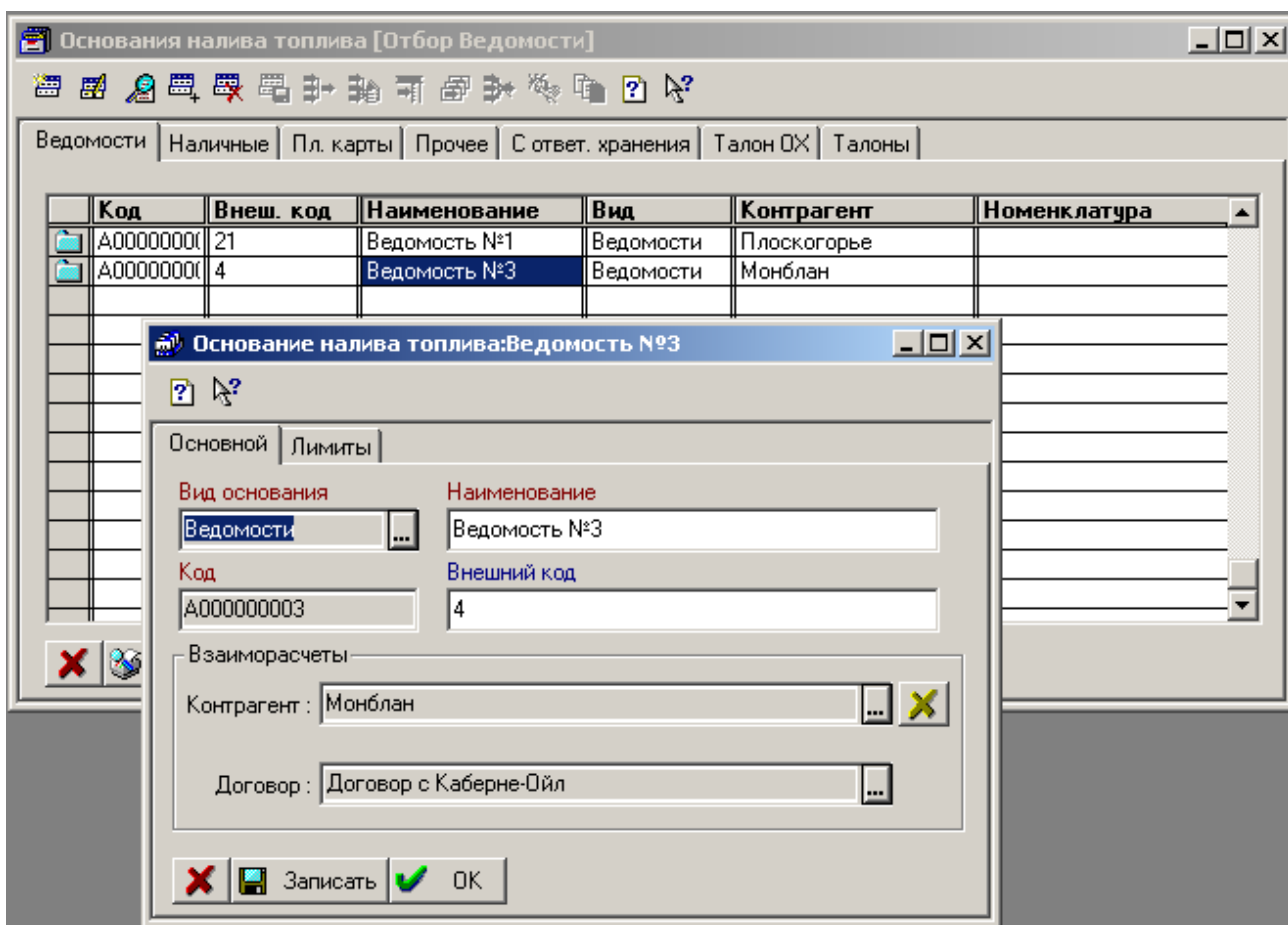 Основания налива топлива [Отбор Ведомости]
Ведомости Наличные Пл. карты Прочее С ответ. хранения Талон ОХ Талоны
Код Внеш. код Наименование Вид Контрагент Номенклатура
A0000000( 21 Ведомость №1 Ведомости Плоскогорье
A0000000( 4 Ведомость №3 Ведомости Монблан
Основание налива топлива:Ведомость №3
Основной Лимиты
Вид основания Наименование
Ведомости ... Ведомость №3
Код Внешний код
A000000003 4
Взаиморасчеты
Контрагент : Монблан ...
Договор : Договор с Каберне-Ойл ...
Записать OK